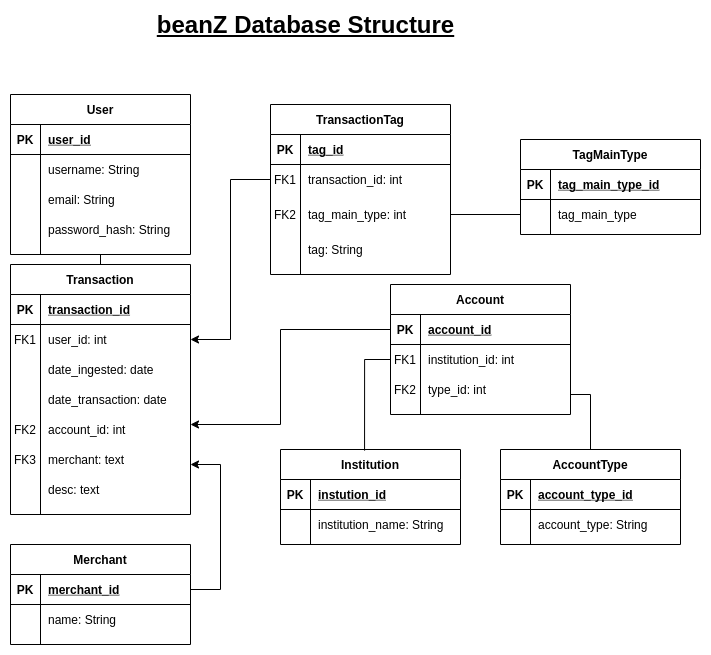 beanZ Database Structure
User
PK user_id
username: String
email: String
password_hash: String
TransactionTag
PK tag_id
FK1 transaction_id: int
FK2 tag_main_type: int
tag: String
TagMainType
PK tag_main_type_id
tag_main_type
Transaction
PK transaction_id
FK1 user_id: int
date_ingested: date
date_transaction: date
FK2 account_id: int
FK3 merchant: text
desc: text
Account
PK account_id
FK1 institution_id: int
FK2 type_id: int
Institution
PK instution_id
institution_name: String
AccountType
PK account_type_id
account_type: String
Merchant
PK merchant_id
name: String